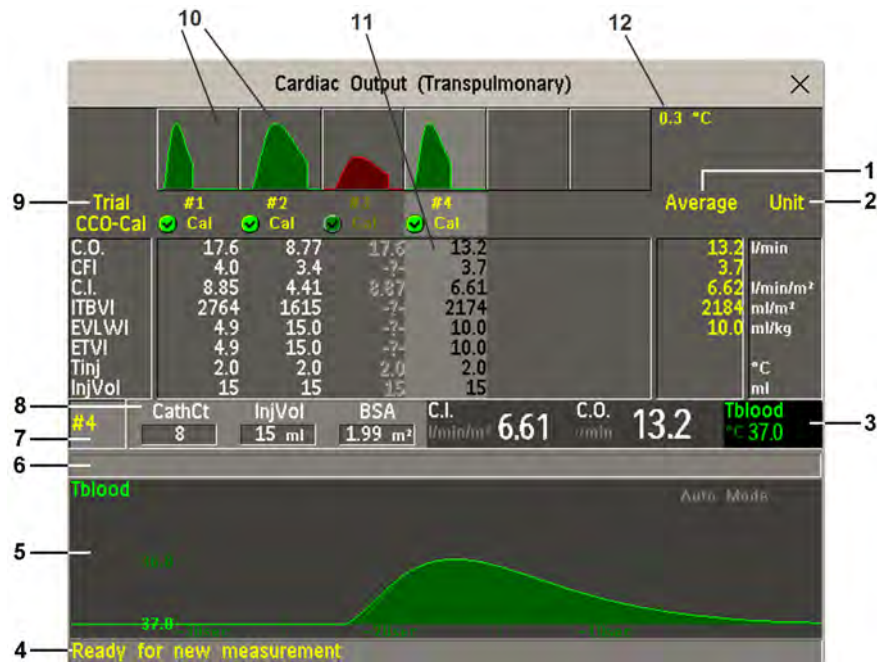 10 11 12
Cardiac Output (Transpulmonary)
0.3 °C
1
9 Trial #1 #2 #3 #4 Average Unit 2
CCO-Cal Cal Cal Cal Cal
C.O. 17.6 8.77 17.6 13.2 13.2 l/min
CFI 4.0 3.4 -?- 3.7 3.7
C.I. 8.85 4.41 8.87 6.61 6.62 l/min/m²
ITBVI 2764 1615 -?- 2174 2184 ml/m²
EVLWI 4.9 15.0 -?- 10.0 10.0 ml/kg
ETVI 4.9 15.0 -?- 10.0
Tinj 2.0 2.0 2.0 2.0 °C
InjVol 15 15 15 15 ml
8 CathCt InjVol BSA C.I. C.O. Tblood
#4 8 15 ml 1.99 m² l/min/m² 6.61 l/min 13.2 °C 37.0 3
7
6
Tblood Auto Mode
5
37.0
4 Ready for new measurement